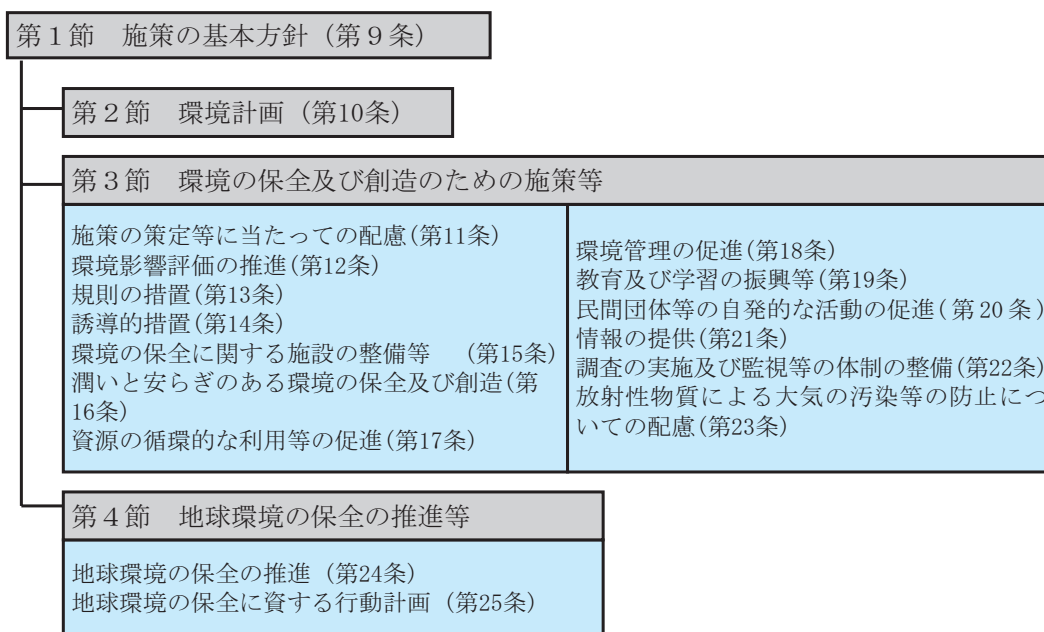 第１節　施策の基本方針（第９条）
第２節　環境計画（第10条）
第３節　環境の保全及び創造のための施策等
施策の策定等に当たっての配慮(第11条)
環境影響評価の推進(第12条)
規則の措置(第13条)
誘導的措置(第14条)
環境の保全に関する施設の整備等　(第15条)
潤いと安らぎのある環境の保全及び創造(第
16条)
資源の循環的な利用等の促進(第17条)
環境管理の促進(第18条)
教育及び学習の振興等(第19条)
民間団体等の自発的な活動の促進(第20条)
情報の提供(第21条)
調査の実施及び監視等の体制の整備(第22条)
放射性物質による大気の汚染等の防止につ
いての配慮(第23条)
第４節　地球環境の保全の推進等
地球環境の保全の推進（第24条）
地球環境の保全に資する行動計画（第25条）